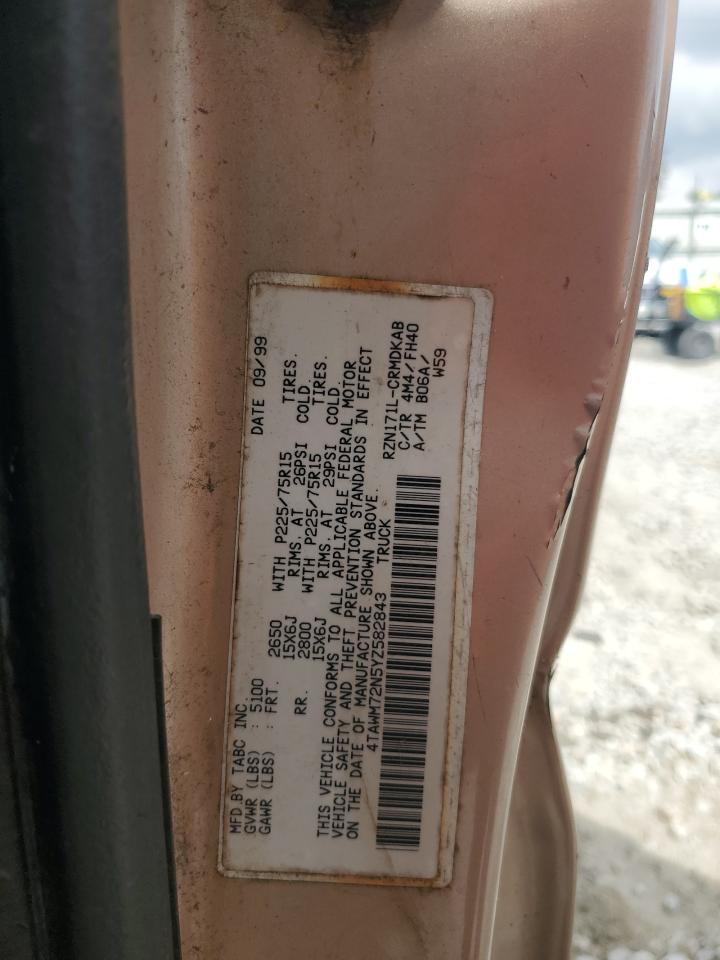 MFD.BY TABC INC. DATE 09/99
GVWR (LBS) : 5100
GAWR (LBS) : FRT. 2650 WITH P225/75R15 TIRES.
15X6J RIMS. AT 26PSI COLD.
RR. 2800 WITH P225/75R15 TIRES.
15X6J RIMS. AT 29PSI COLD.
THIS VEHICLE CONFORMS TO ALL APPLICABLE FEDERAL MOTOR
VEHICLE SAFETY AND THEFT PREVENTION STANDARDS IN EFFECT
ON THE DATE OF MANUFACTURE SHOWN ABOVE.
4TAWM72N5YZ582843 TRUCK
RZN171L-CRMDKAB
C/TR 4M4/FH40
A/TM B06A/
W59